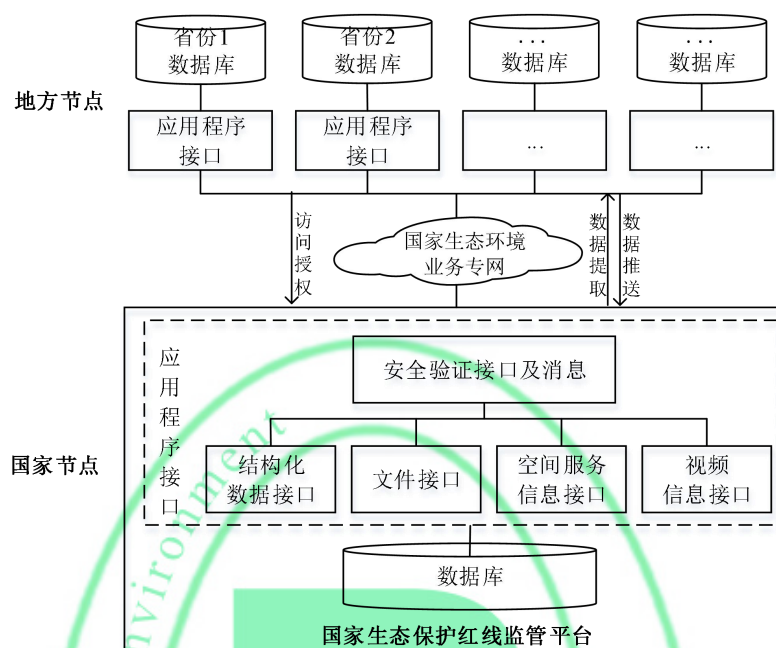 省份1
数据库
省份2
数据库
...
数据库
...
数据库
地方节点
应用程序
接口
应用程序
接口
...
...
访问授权
国家生态环境
业务专网
数据提取
数据推送
应用程序接口
安全验证接口及消息
国家节点
结构化
数据接口
文件接口
空间服务
信息接口
视频
信息接口
数据库
国家生态保护红线监管平台
nvironment